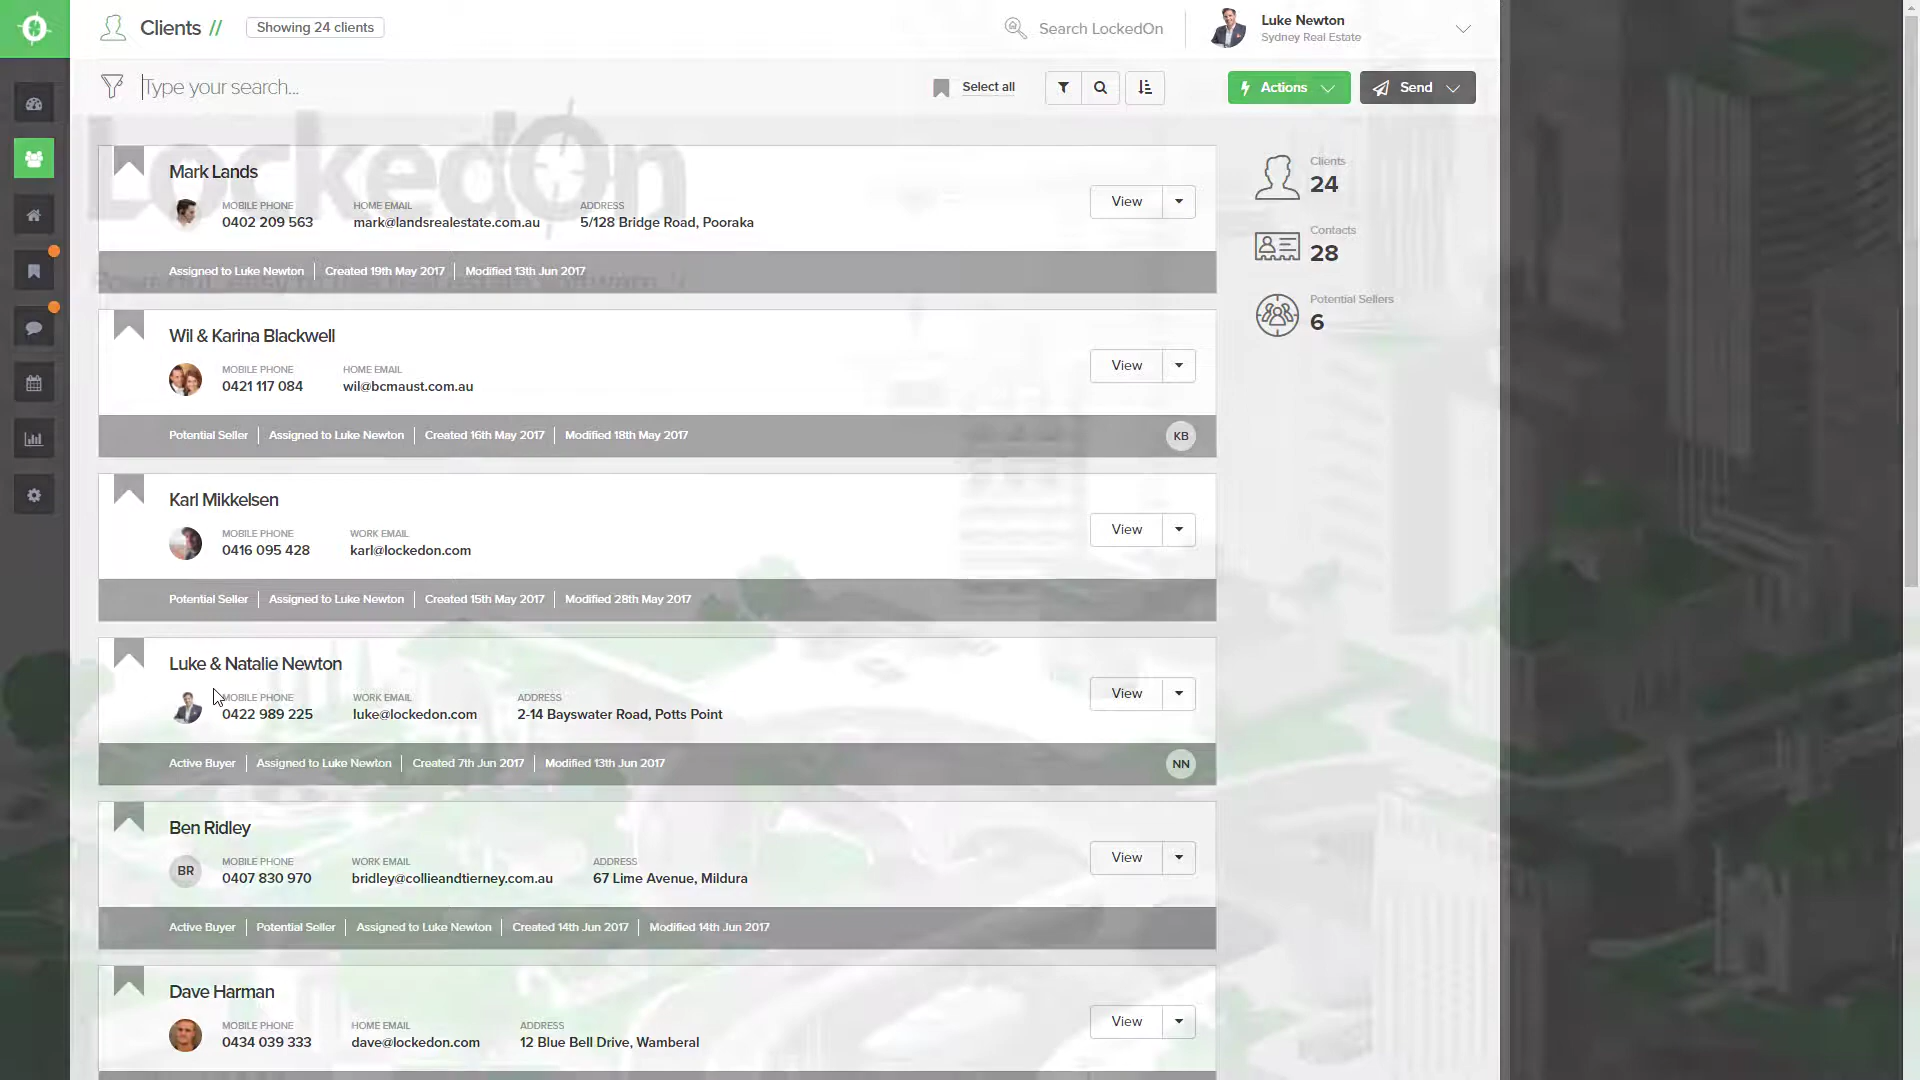 Clients //
Showing 24 clients
Search LockedOn
Luke Newton
Sydney Real Estate
Type your search...
Select all
Actions
Send
LockedOn
Mark Lands
MOBILE PHONE
0402 209 563
HOME EMAIL
mark@landsrealestate.com.au
ADDRESS
5/128 Bridge Road, Pooraka
View
Assigned to Luke Newton
Created 19th May 2017
Modified 13th Jun 2017
Clients
24
Contacts
28
Potential Sellers
6
Wil & Karina Blackwell
MOBILE PHONE
0421 117 084
HOME EMAIL
wil@bcmaust.com.au
View
Potential Seller
Assigned to Luke Newton
Created 16th May 2017
Modified 18th May 2017
KB
Karl Mikkelsen
MOBILE PHONE
0416 095 428
WORK EMAIL
karl@lockedon.com
View
Potential Seller
Assigned to Luke Newton
Created 15th May 2017
Modified 28th May 2017
Luke & Natalie Newton
MOBILE PHONE
0422 989 225
WORK EMAIL
luke@lockedon.com
ADDRESS
2-14 Bayswater Road, Potts Point
View
Active Buyer
Assigned to Luke Newton
Created 7th Jun 2017
Modified 13th Jun 2017
NN
Ben Ridley
BR
MOBILE PHONE
0407 830 970
WORK EMAIL
bridley@collieandtierney.com.au
ADDRESS
67 Lime Avenue, Mildura
View
Active Buyer
Potential Seller
Assigned to Luke Newton
Created 14th Jun 2017
Modified 14th Jun 2017
Dave Harman
MOBILE PHONE
0434 039 333
HOME EMAIL
dave@lockedon.com
ADDRESS
12 Blue Bell Drive, Wamberal
View